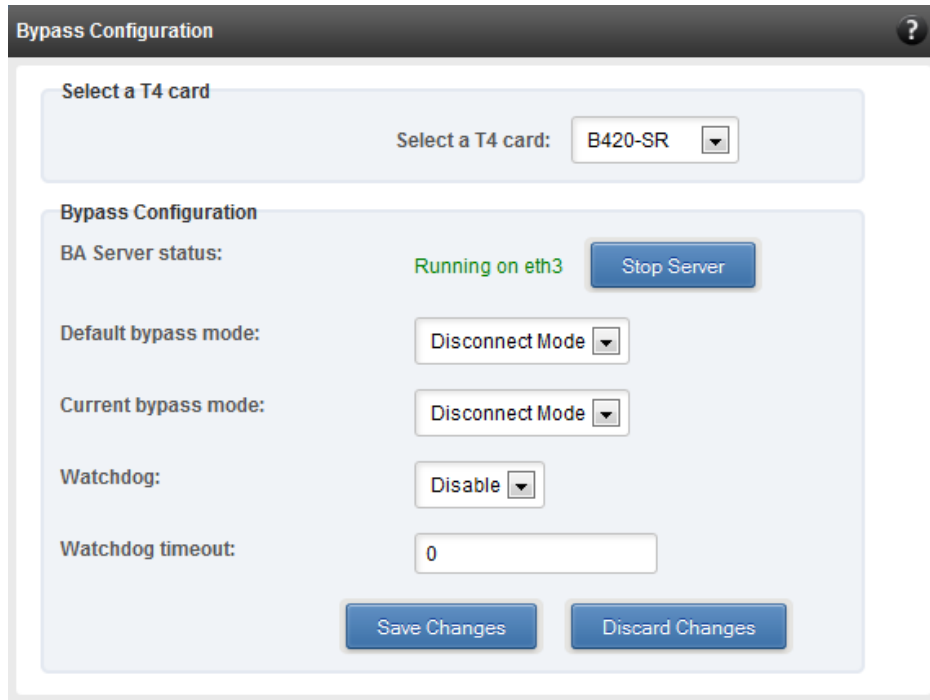 Bypass Configuration ?
Select a T4 card
Select a T4 card: B420-SR
Bypass Configuration
BA Server status: Running on eth3 Stop Server
Default bypass mode: Disconnect Mode
Current bypass mode: Disconnect Mode
Watchdog: Disable
Watchdog timeout: 0
Save Changes Discard Changes